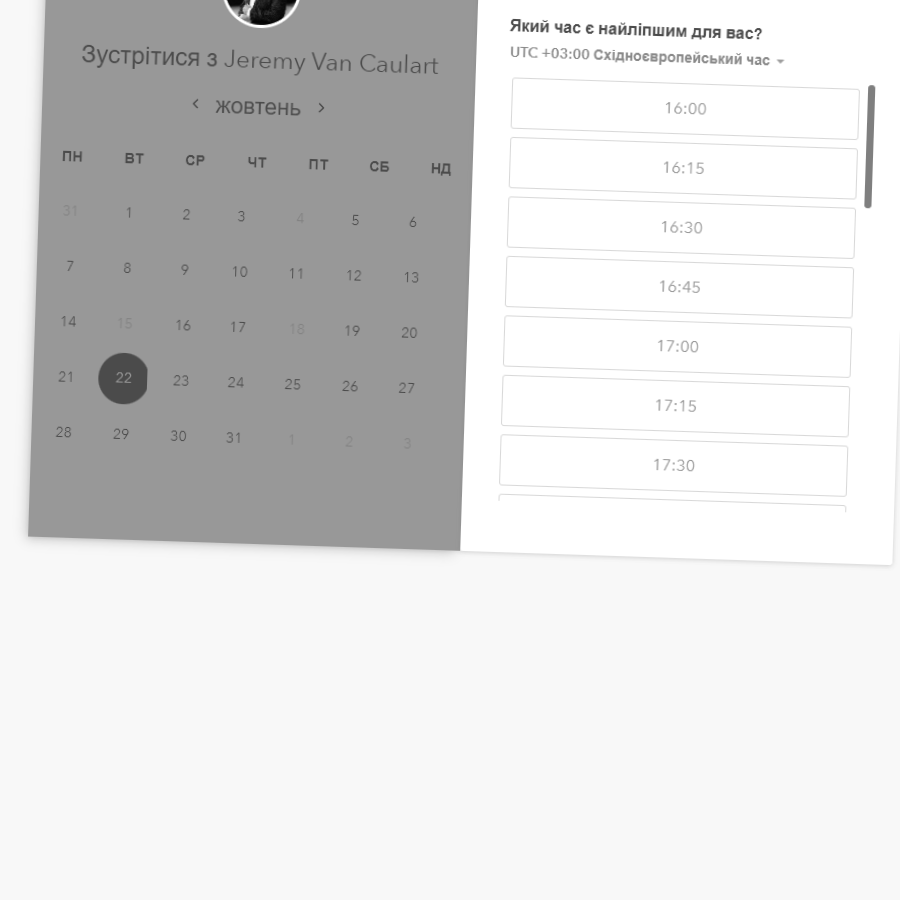 Зустрітися з Jeremy Van Caulart
жовтень
ПН ВТ СР ЧТ ПТ СБ НД
31 1 2 3 4 5 6
7 8 9 10 11 12 13
14 15 16 17 18 19 20
21 22 23 24 25 26 27
28 29 30 31 1 2 3
Який час є найліпшим для вас?
UTC +03:00 Східноєвропейський час
16:00
16:15
16:30
16:45
17:00
17:15
17:30